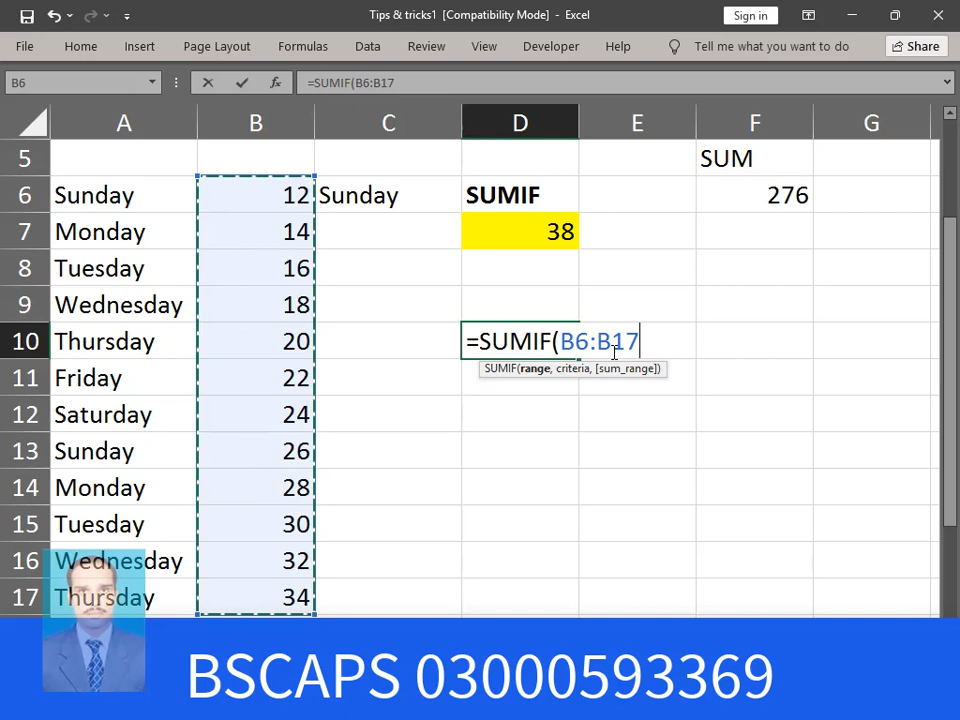 Tips & tricks1 [Compatibility Mode] - Excel
Sign in
File Home Insert Page Layout Formulas Data Review View Developer Help Tell me what you want to do Share
B6 fx =SUMIF(B6:B17
A B C D E F G
5 SUM
6 Sunday 12 Sunday SUMIF 276
7 Monday 14 38
8 Tuesday 16
9 Wednesday 18
10 Thursday 20 =SUMIF(B6:B17
SUMIF(range, criteria, [sum_range])
11 Friday 22
12 Saturday 24
13 Sunday 26
14 Monday 28
15 Tuesday 30
16 Wednesday 32
17 Thursday 34
BSCAPS 03000593369